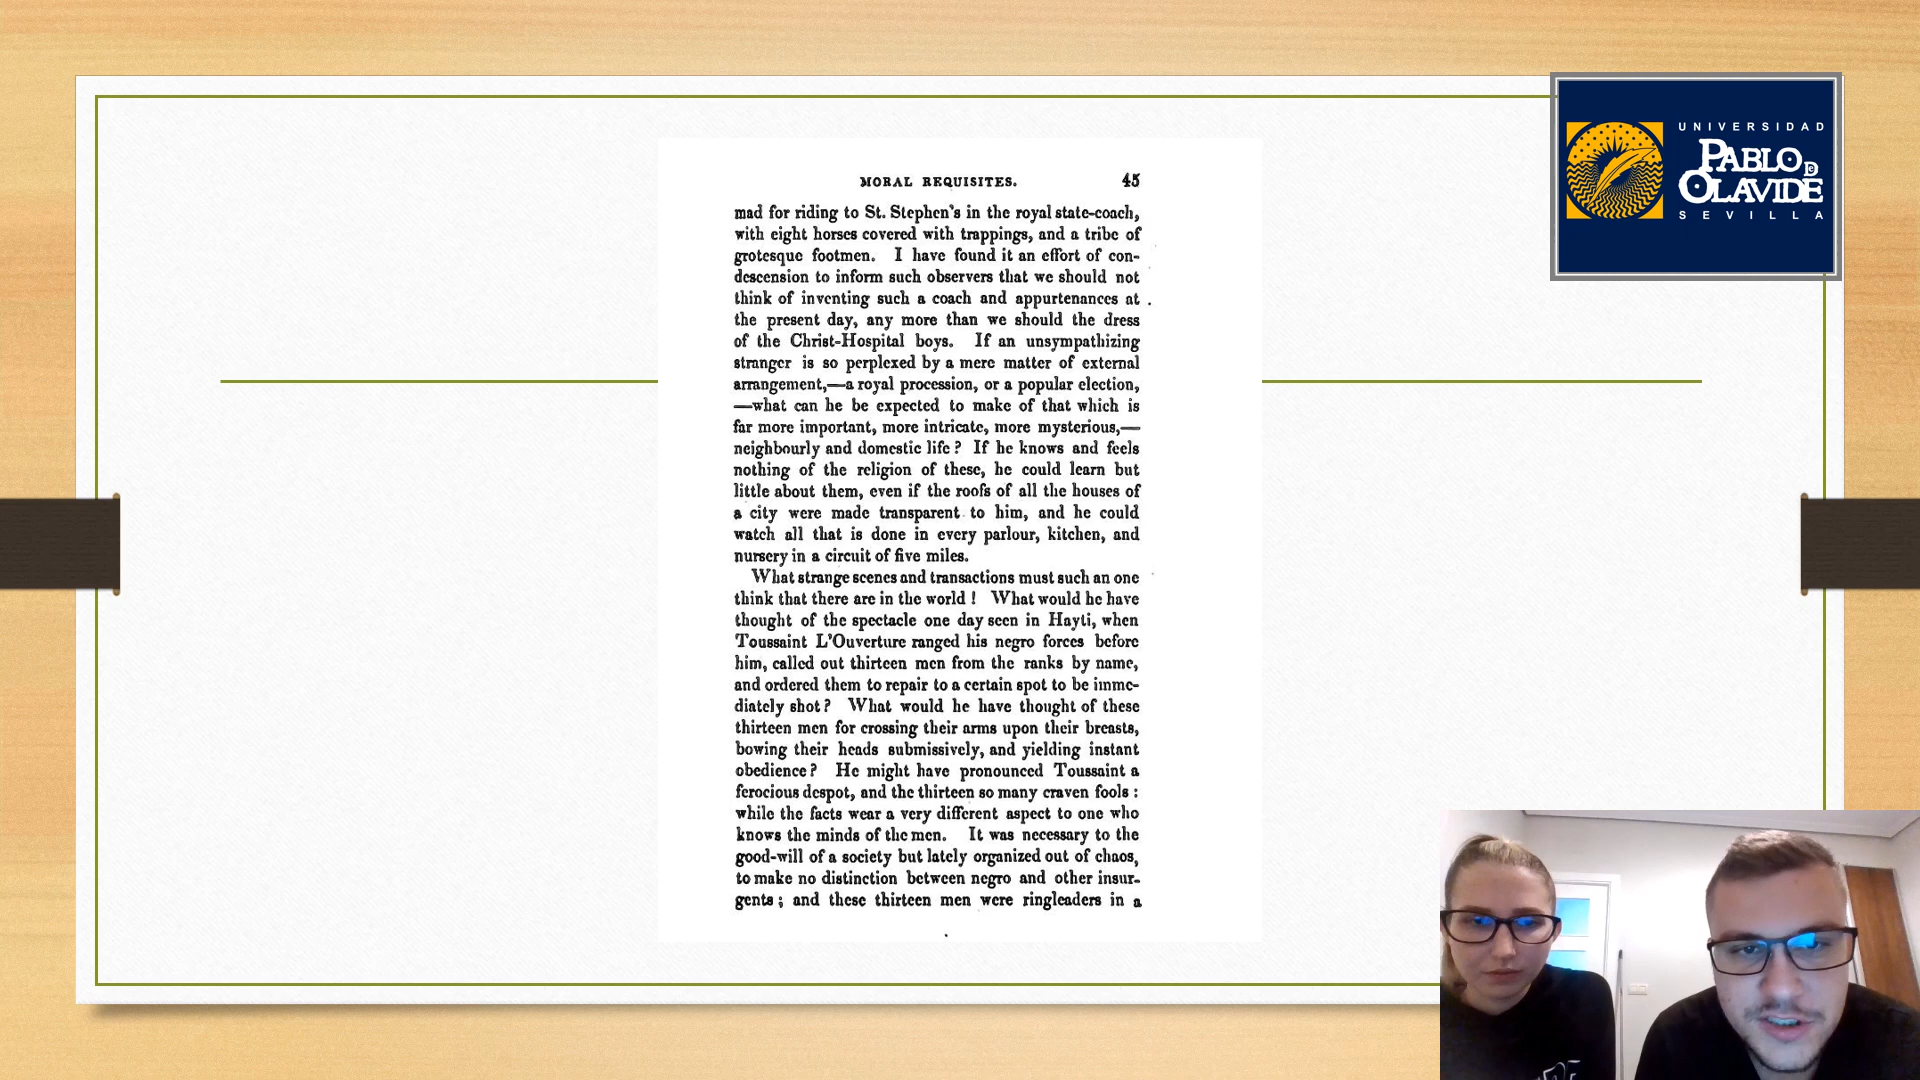 MORAL REQUISITES. 45
mad for riding to St. Stephen's in the royal state-coach,
with eight horses covered with trappings, and a tribe of
grotesque footmen. I have found it an effort of con-
descension to inform such observers that we should not
think of inventing such a coach and appurtenances at
the present day, any more than we should the dress
of the Christ-Hospital boys. If an unsympathizing
stranger is so perplexed by a mere matter of external
arrangement,—a royal procession, or a popular election,
—what can he be expected to make of that which is
far more important, more intricate, more mysterious,—
neighbourly and domestic life? If he knows and feels
nothing of the religion of these, he could learn but
little about them, even if the roofs of all the houses of
a city were made transparent to him, and he could
watch all that is done in every parlour, kitchen, and
nursery in a circuit of five miles.
What strange scenes and transactions must such an one
think that there are in the world! What would he have
thought of the spectacle one day seen in Hayti, when
Toussaint L'Ouverture ranged his negro forces before
him, called out thirteen men from the ranks by name,
and ordered them to repair to a certain spot to be imme-
diately shot? What would he have thought of these
thirteen men for crossing their arms upon their breasts,
bowing their heads submissively, and yielding instant
obedience? He might have pronounced Toussaint a
ferocious despot, and the thirteen so many craven fools:
while the facts wear a very different aspect to one who
knows the minds of the men. It was necessary to the
good-will of a society but lately organized out of chaos,
to make no distinction between negro and other insur-
gents; and these thirteen men were ringleaders in a
UNIVERSIDAD
PABLO DE
OLAVIDE
SEVILLA